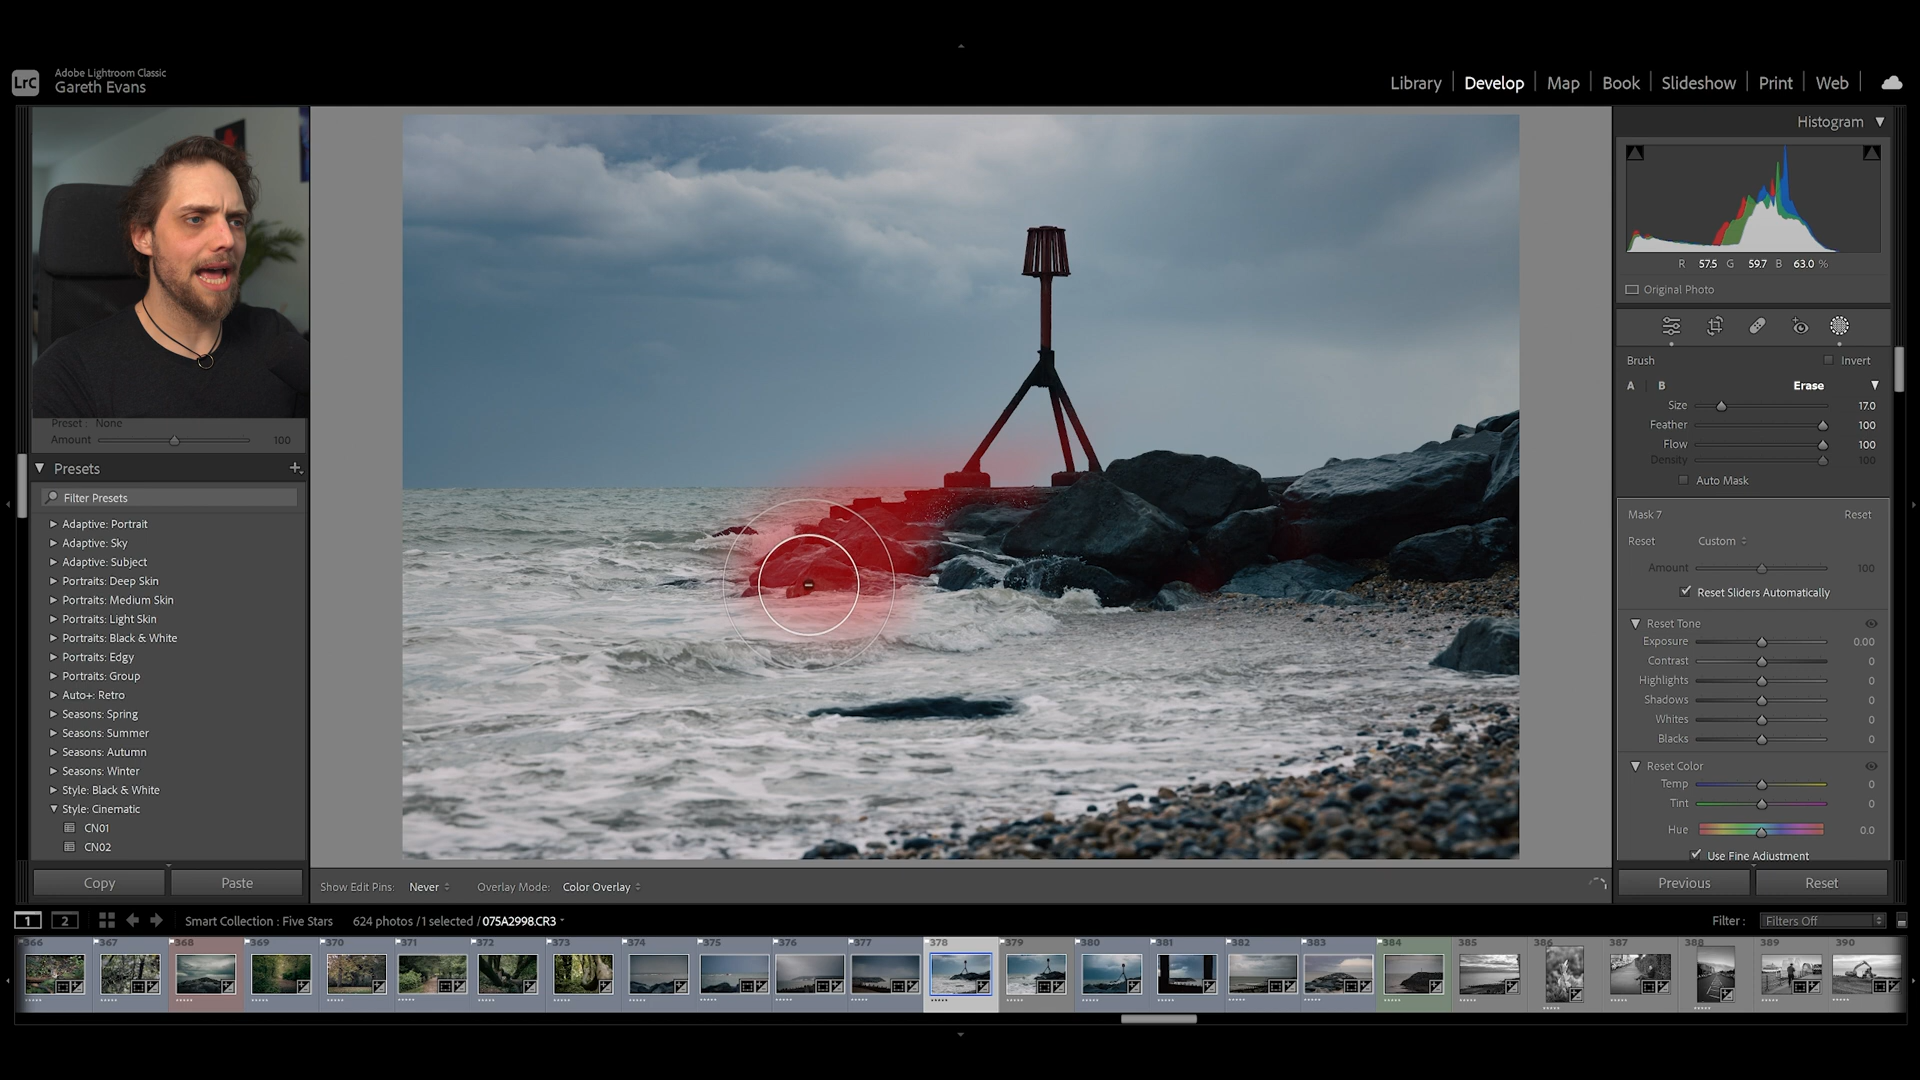 LrC
Adobe Lightroom Classic
Gareth Evans
Library
Develop
Map
Book
Slideshow
Print
Web
Preset : None
Amount 100
Presets
Filter Presets
Adaptive: Portrait
Adaptive: Sky
Adaptive: Subject
Portraits: Deep Skin
Portraits: Medium Skin
Portraits: Light Skin
Portraits: Black & White
Portraits: Edgy
Portraits: Group
Auto+: Retro
Seasons: Spring
Seasons: Summer
Seasons: Autumn
Seasons: Winter
Style: Black & White
Style: Cinematic
CN01
CN02
Copy
Paste
Show Edit Pins: Never
Overlay Mode: Color Overlay
Histogram
R 57.5 G 59.7 B 63.0 %
Original Photo
Brush Invert
A B Erase
Size 17.0
Feather 100
Flow 100
Density 100
Auto Mask
Mask 7 Reset
Reset Custom
Amount 100
Reset Sliders Automatically
Reset Tone
Exposure 0.00
Contrast 0
Highlights 0
Shadows 0
Whites 0
Blacks 0
Reset Color
Temp 0
Tint 0
Hue 0.0
Use Fine Adjustment
Previous
Reset
1 2 Smart Collection : Five Stars 624 photos / 1 selected / 075A2998.CR3
Filter : Filters Off
366 367 368 369 370 371 372 373 374 375 376 377 378 379 380 381 382 383 384 385 386 387 388 389 390